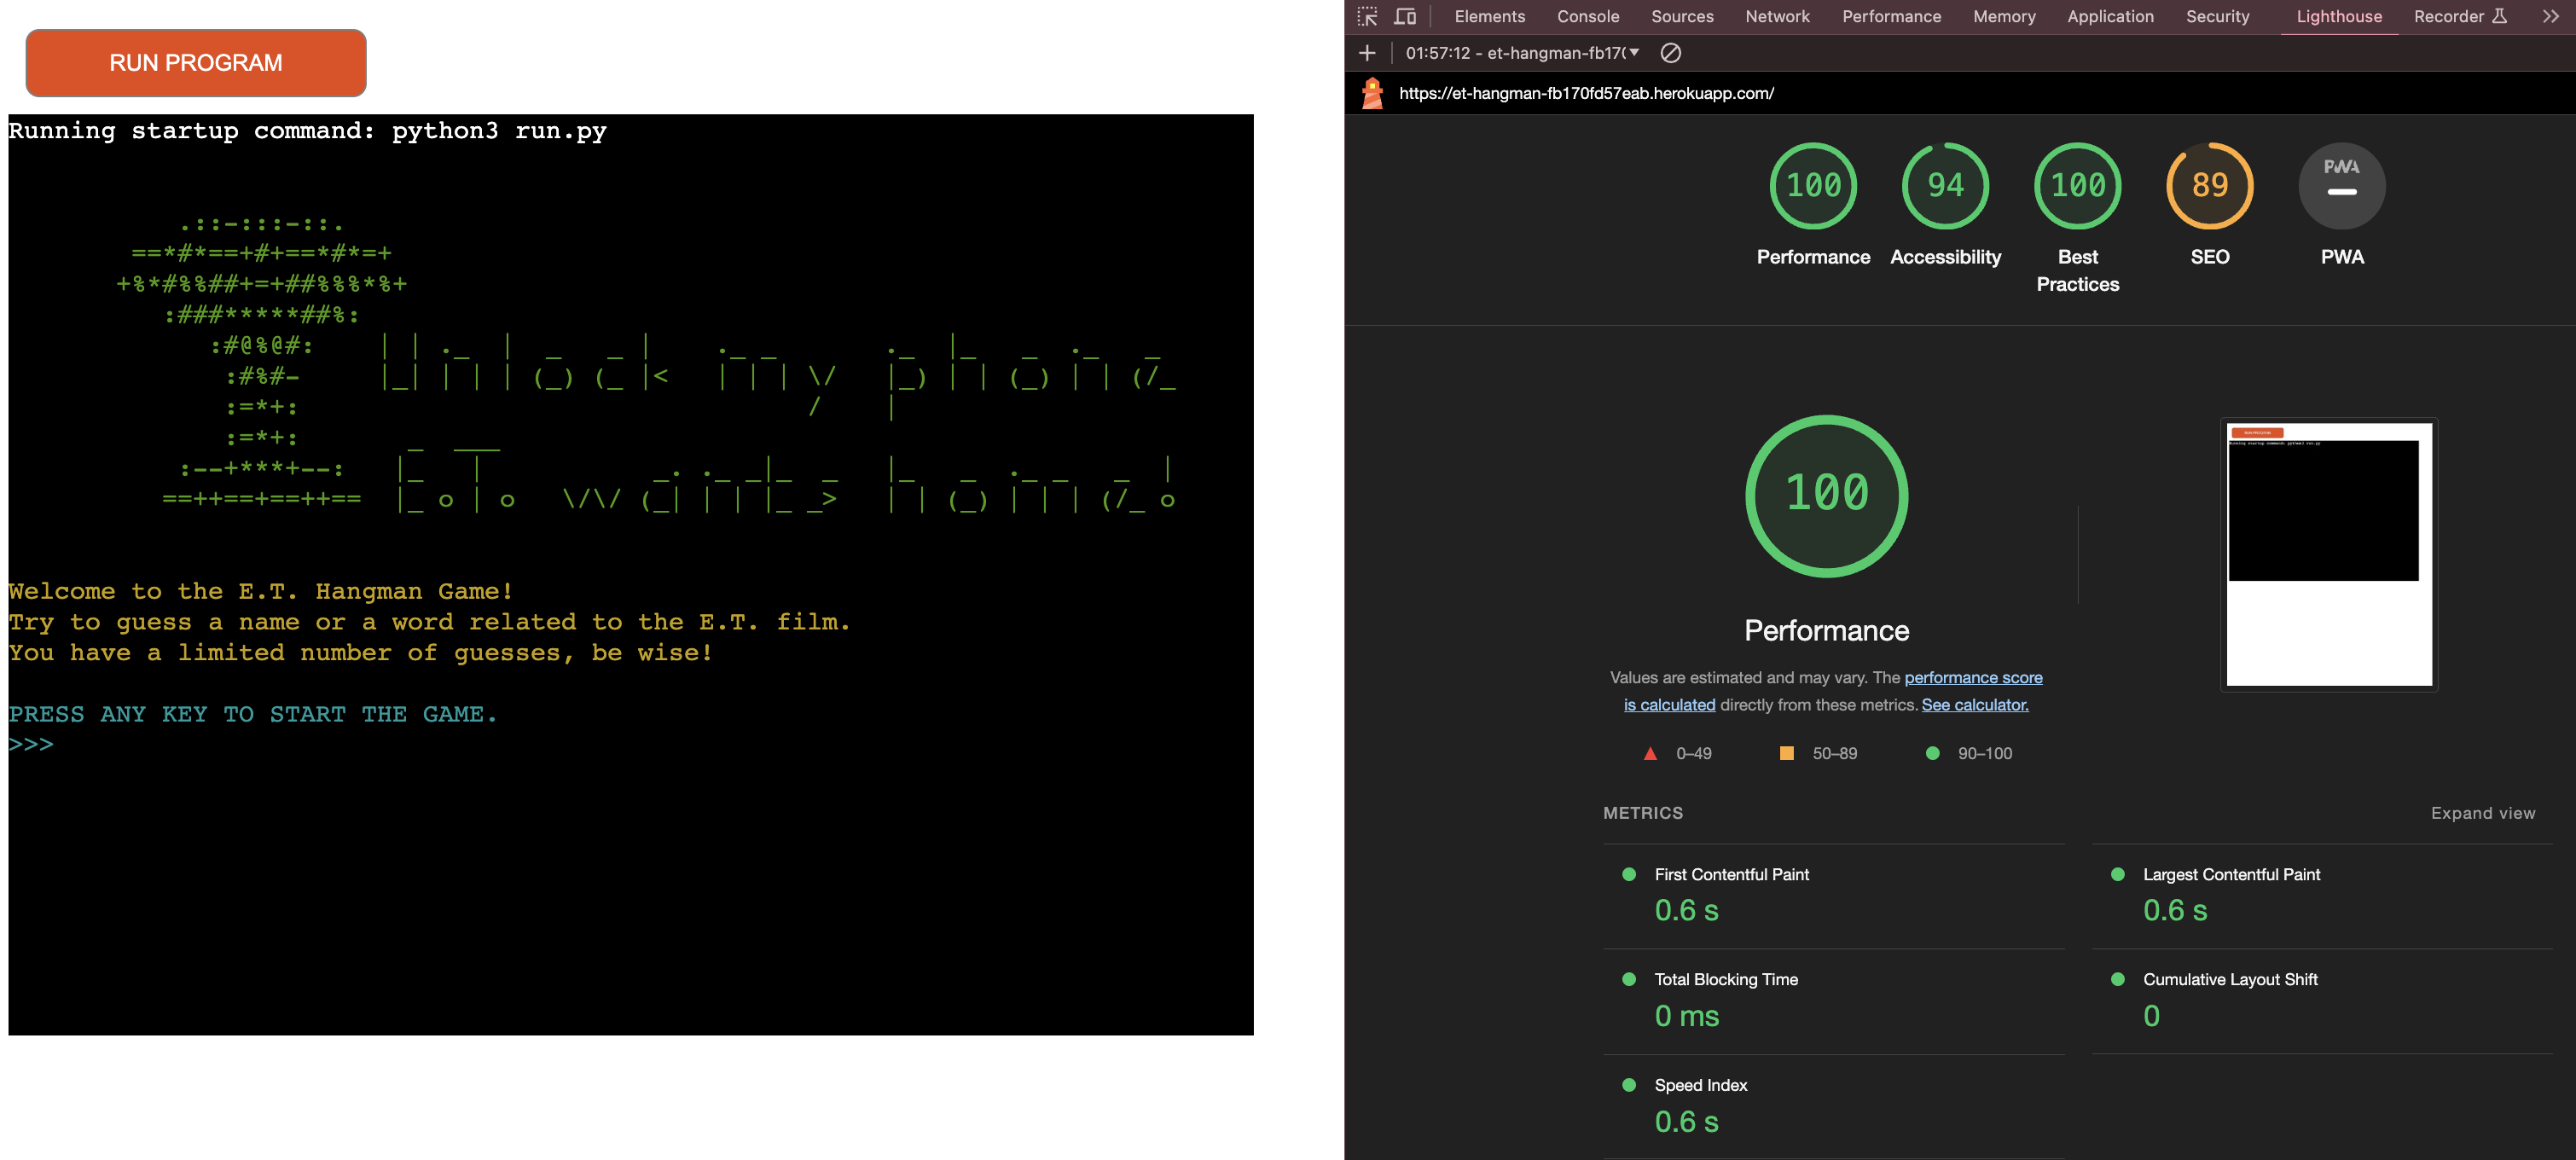 RUN PROGRAM
Running startup command: python3 run.py
.::-:::-::.
==*#*==+#+==*#*=+
+%*#%%##+=+##%%%*%+
:###*****##%:
:#@%@#:
:#%#-
:=*+:
:=*+:
:--+***+--:
==++==+==++==
Unlock my phone
E.T. wants home!
Welcome to the E.T. Hangman Game!
Try to guess a name or a word related to the E.T. film.
You have a limited number of guesses, be wise!
PRESS ANY KEY TO START THE GAME.
>>>
Elements Console Sources Network Performance Memory Application Security Lighthouse Recorder
01:57:12 - et-hangman-fb17(
https://et-hangman-fb170fd57eab.herokuapp.com/
100 94 100 89 PWA
Performance Accessibility Best Practices SEO PWA
100
Performance
Values are estimated and may vary. The performance score
is calculated directly from these metrics. See calculator.
0–49 50–89 90–100
METRICS
Expand view
First Contentful Paint
0.6 s
Largest Contentful Paint
0.6 s
Total Blocking Time
0 ms
Cumulative Layout Shift
0
Speed Index
0.6 s